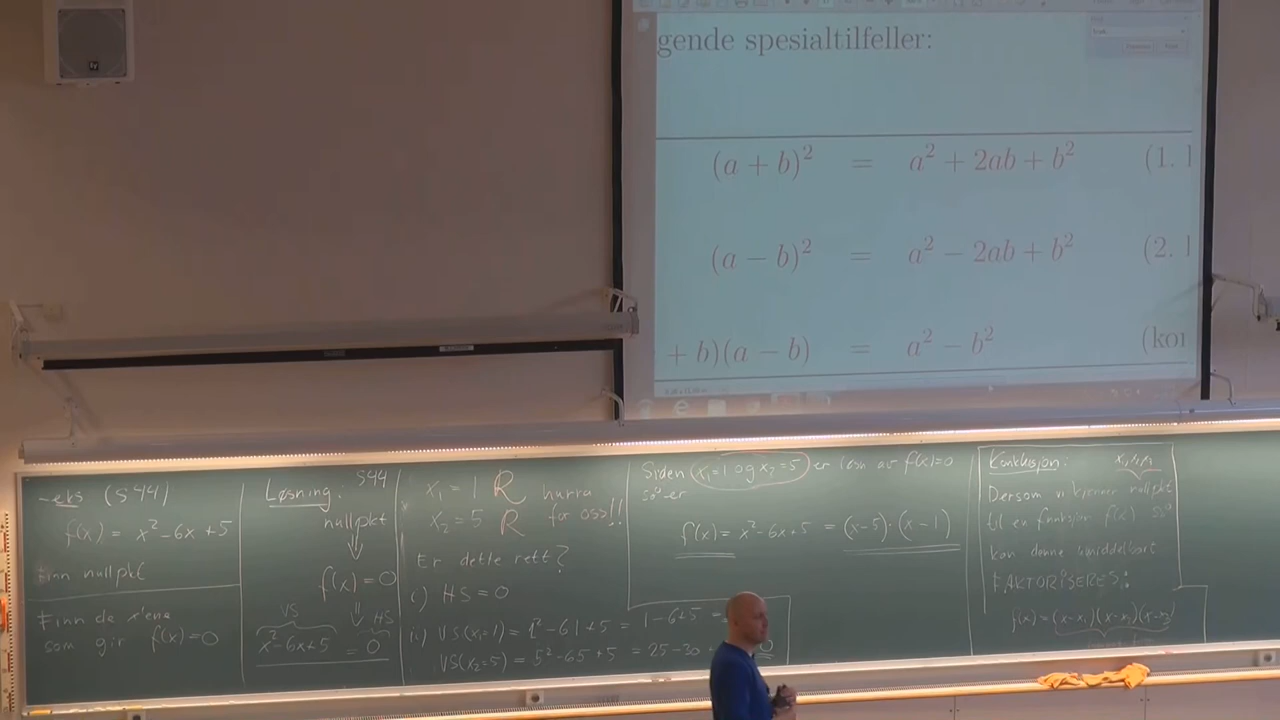 gende spesialtilfeller:
(a + b)² = a² + 2ab + b² (1.
(a − b)² = a² − 2ab + b² (2.
+ b)(a − b) = a² − b² (kon
-eks (S44)
f(x) = x²-6x+5
Finn nullpkt
Finn de x'ene
som gir f(x)=0
Løsning: S44
nullpkt
⇓
f(x)=0
VS ⇓ HS
x²-6x+5 = 0
x₁ = 1 R hurra
x₂ = 5 R for oss!!
Er dette rett?
i) HS = 0
ii) VS(x₁=1) = 1²-6·1+5 = 1-6+5 =
VS(x₂=5) = 5²-6·5+5 = 25-30 0
Siden (x₁=1 og x₂=5) er løsn av f(x)=0
så er
f(x) = x²-6x+5 = (x-5)·(x-1)
Konklusjon: x₁, x₂
Dersom vi kjenner nullpkt
til en funksjon f(x) så
kan denne umiddelbart
FAKTORISERES:
f(x) = (x-x₁)(x-x₂)(x-x₃)